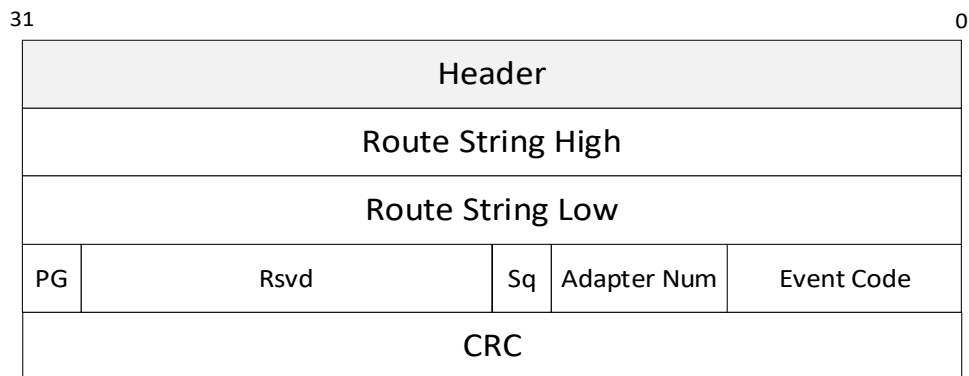 31 0
Header
Route String High
Route String Low
PG Rsvd Sq Adapter Num Event Code
CRC